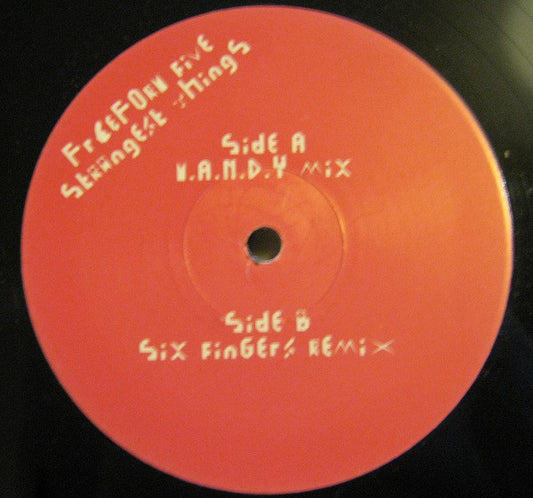 FrEEFORM FiVE
STRANGEST THinGS
SidE A
M.A.N.D.Y MiX
SidE B
SiX FinGErS REMiX